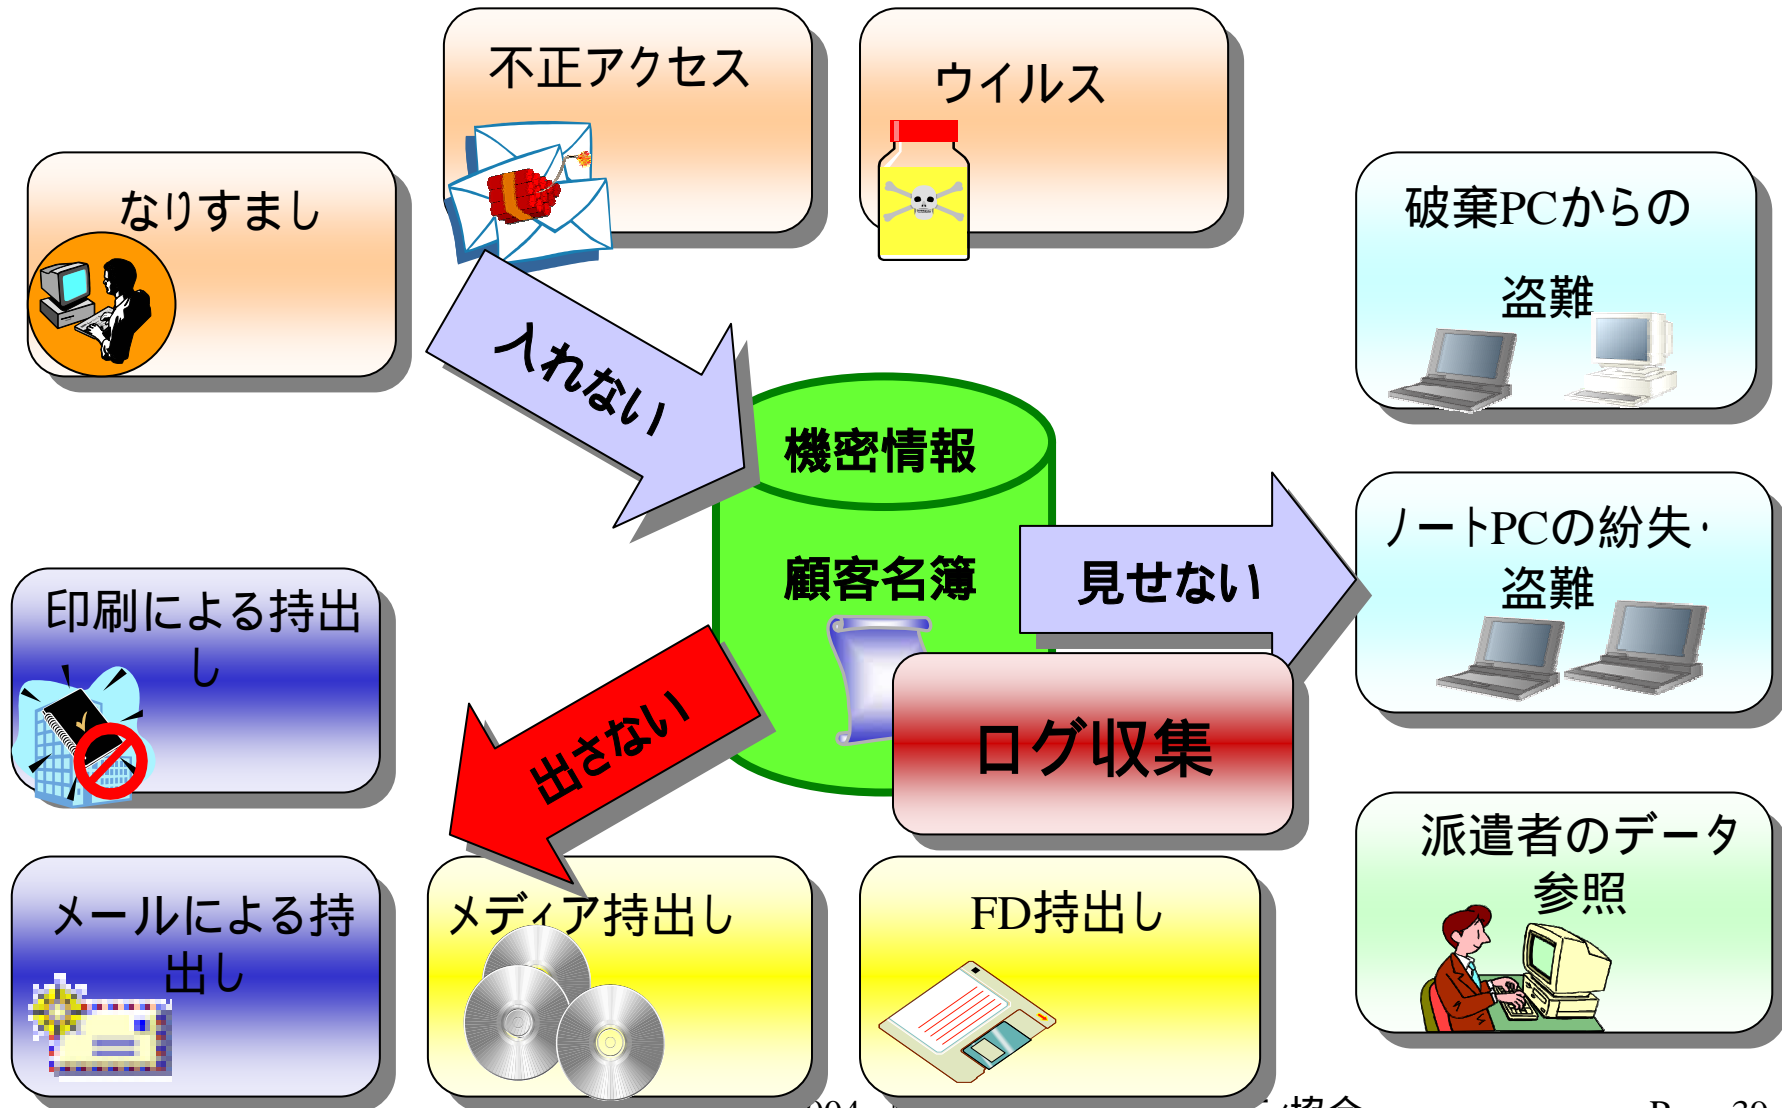 不正アクセス
ウイルス
なりすまし
破棄PCからの
盗難
入れない
機密情報
顧客名簿
見せない
ノートPCの紛失・
盗難
印刷による持出
し
出さない
ログ収集
派遣者のデータ
参照
メールによる持
出し
メディア持出し
FD持出し